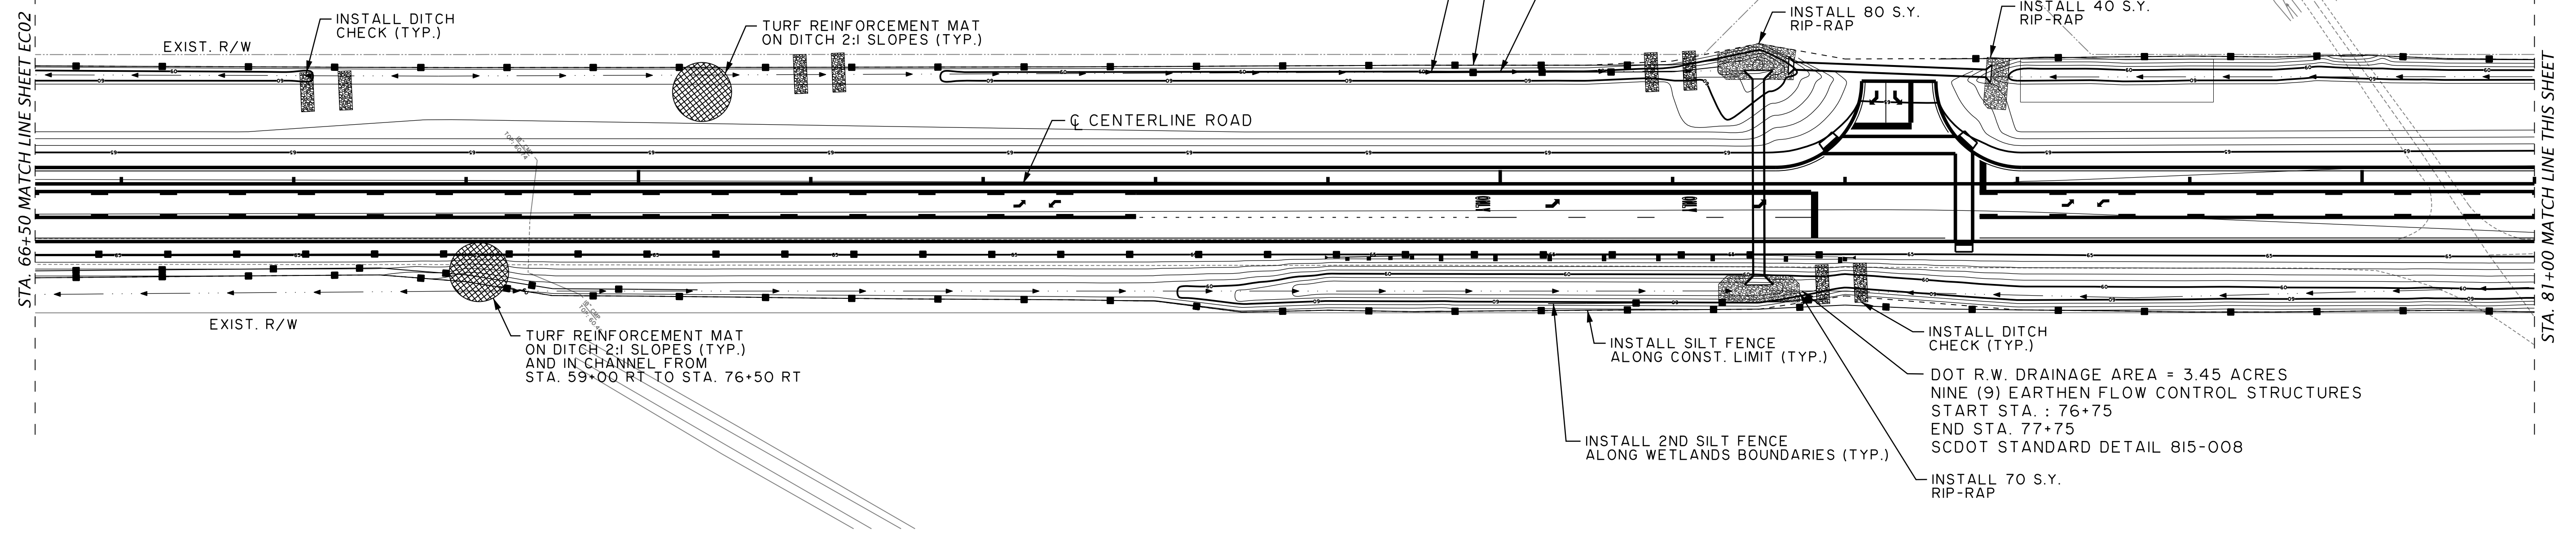 INSTALL DITCH
CHECK (TYP.)
TURF REINFORCEMENT MAT
ON DITCH 2:1 SLOPES (TYP.)
INSTALL 80 S.Y.
RIP-RAP
INSTALL 40 S.Y.
RIP-RAP
EXIST. R/W
STA. 66+50 MATCH LINE SHEET EC02
℄ CENTERLINE ROAD
STA. 81+00 MATCH LINE THIS SHEET
EXIST. R/W
TURF REINFORCEMENT MAT
ON DITCH 2:1 SLOPES (TYP.)
AND IN CHANNEL FROM
STA. 59+00 RT TO STA. 76+50 RT
INSTALL SILT FENCE
ALONG CONST. LIMIT (TYP.)
INSTALL DITCH
CHECK (TYP.)
DOT R.W. DRAINAGE AREA = 3.45 ACRES
NINE (9) EARTHEN FLOW CONTROL STRUCTURES
START STA. : 76+75
END STA. 77+75
SCDOT STANDARD DETAIL 815-008
INSTALL 2ND SILT FENCE
ALONG WETLANDS BOUNDARIES (TYP.)
INSTALL 70 S.Y.
RIP-RAP